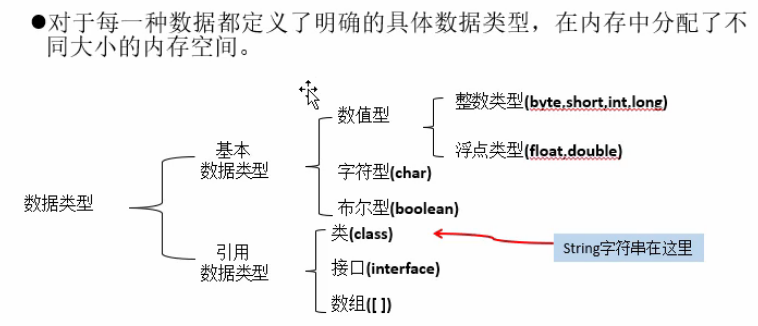 ●对于每一种数据都定义了明确的具体数据类型，在内存中分配了不
同大小的内存空间。
数据类型
基本
数据类型
数值型
整数类型(byte,short,int,long)
浮点类型(float,double)
字符型(char)
布尔型(boolean)
引用
数据类型
类(class)
String字符串在这里
接口(interface)
数组([ ])